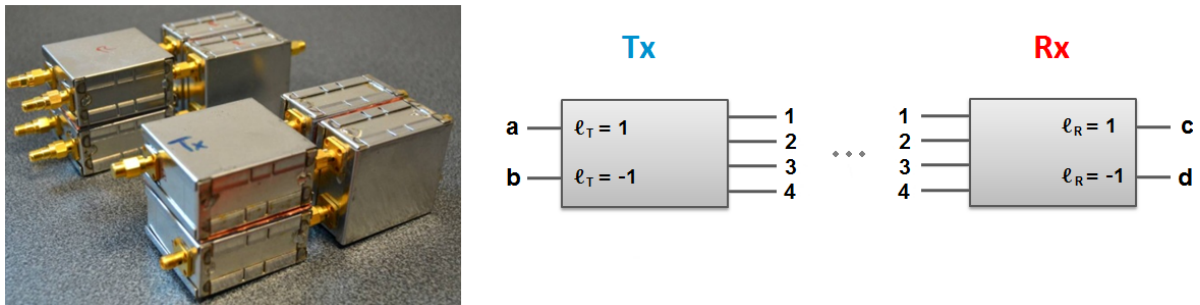 Tx
Tx
Rx
a
ℓT = 1
b
ℓT = -1
1
2
3
4
...
1
2
3
4
ℓR = 1
ℓR = -1
c
d